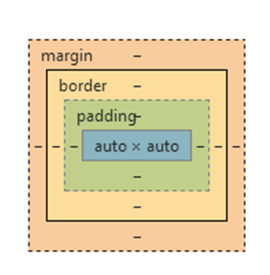 margin –
border –
padding–
– – – auto × auto – – –
–
–
–